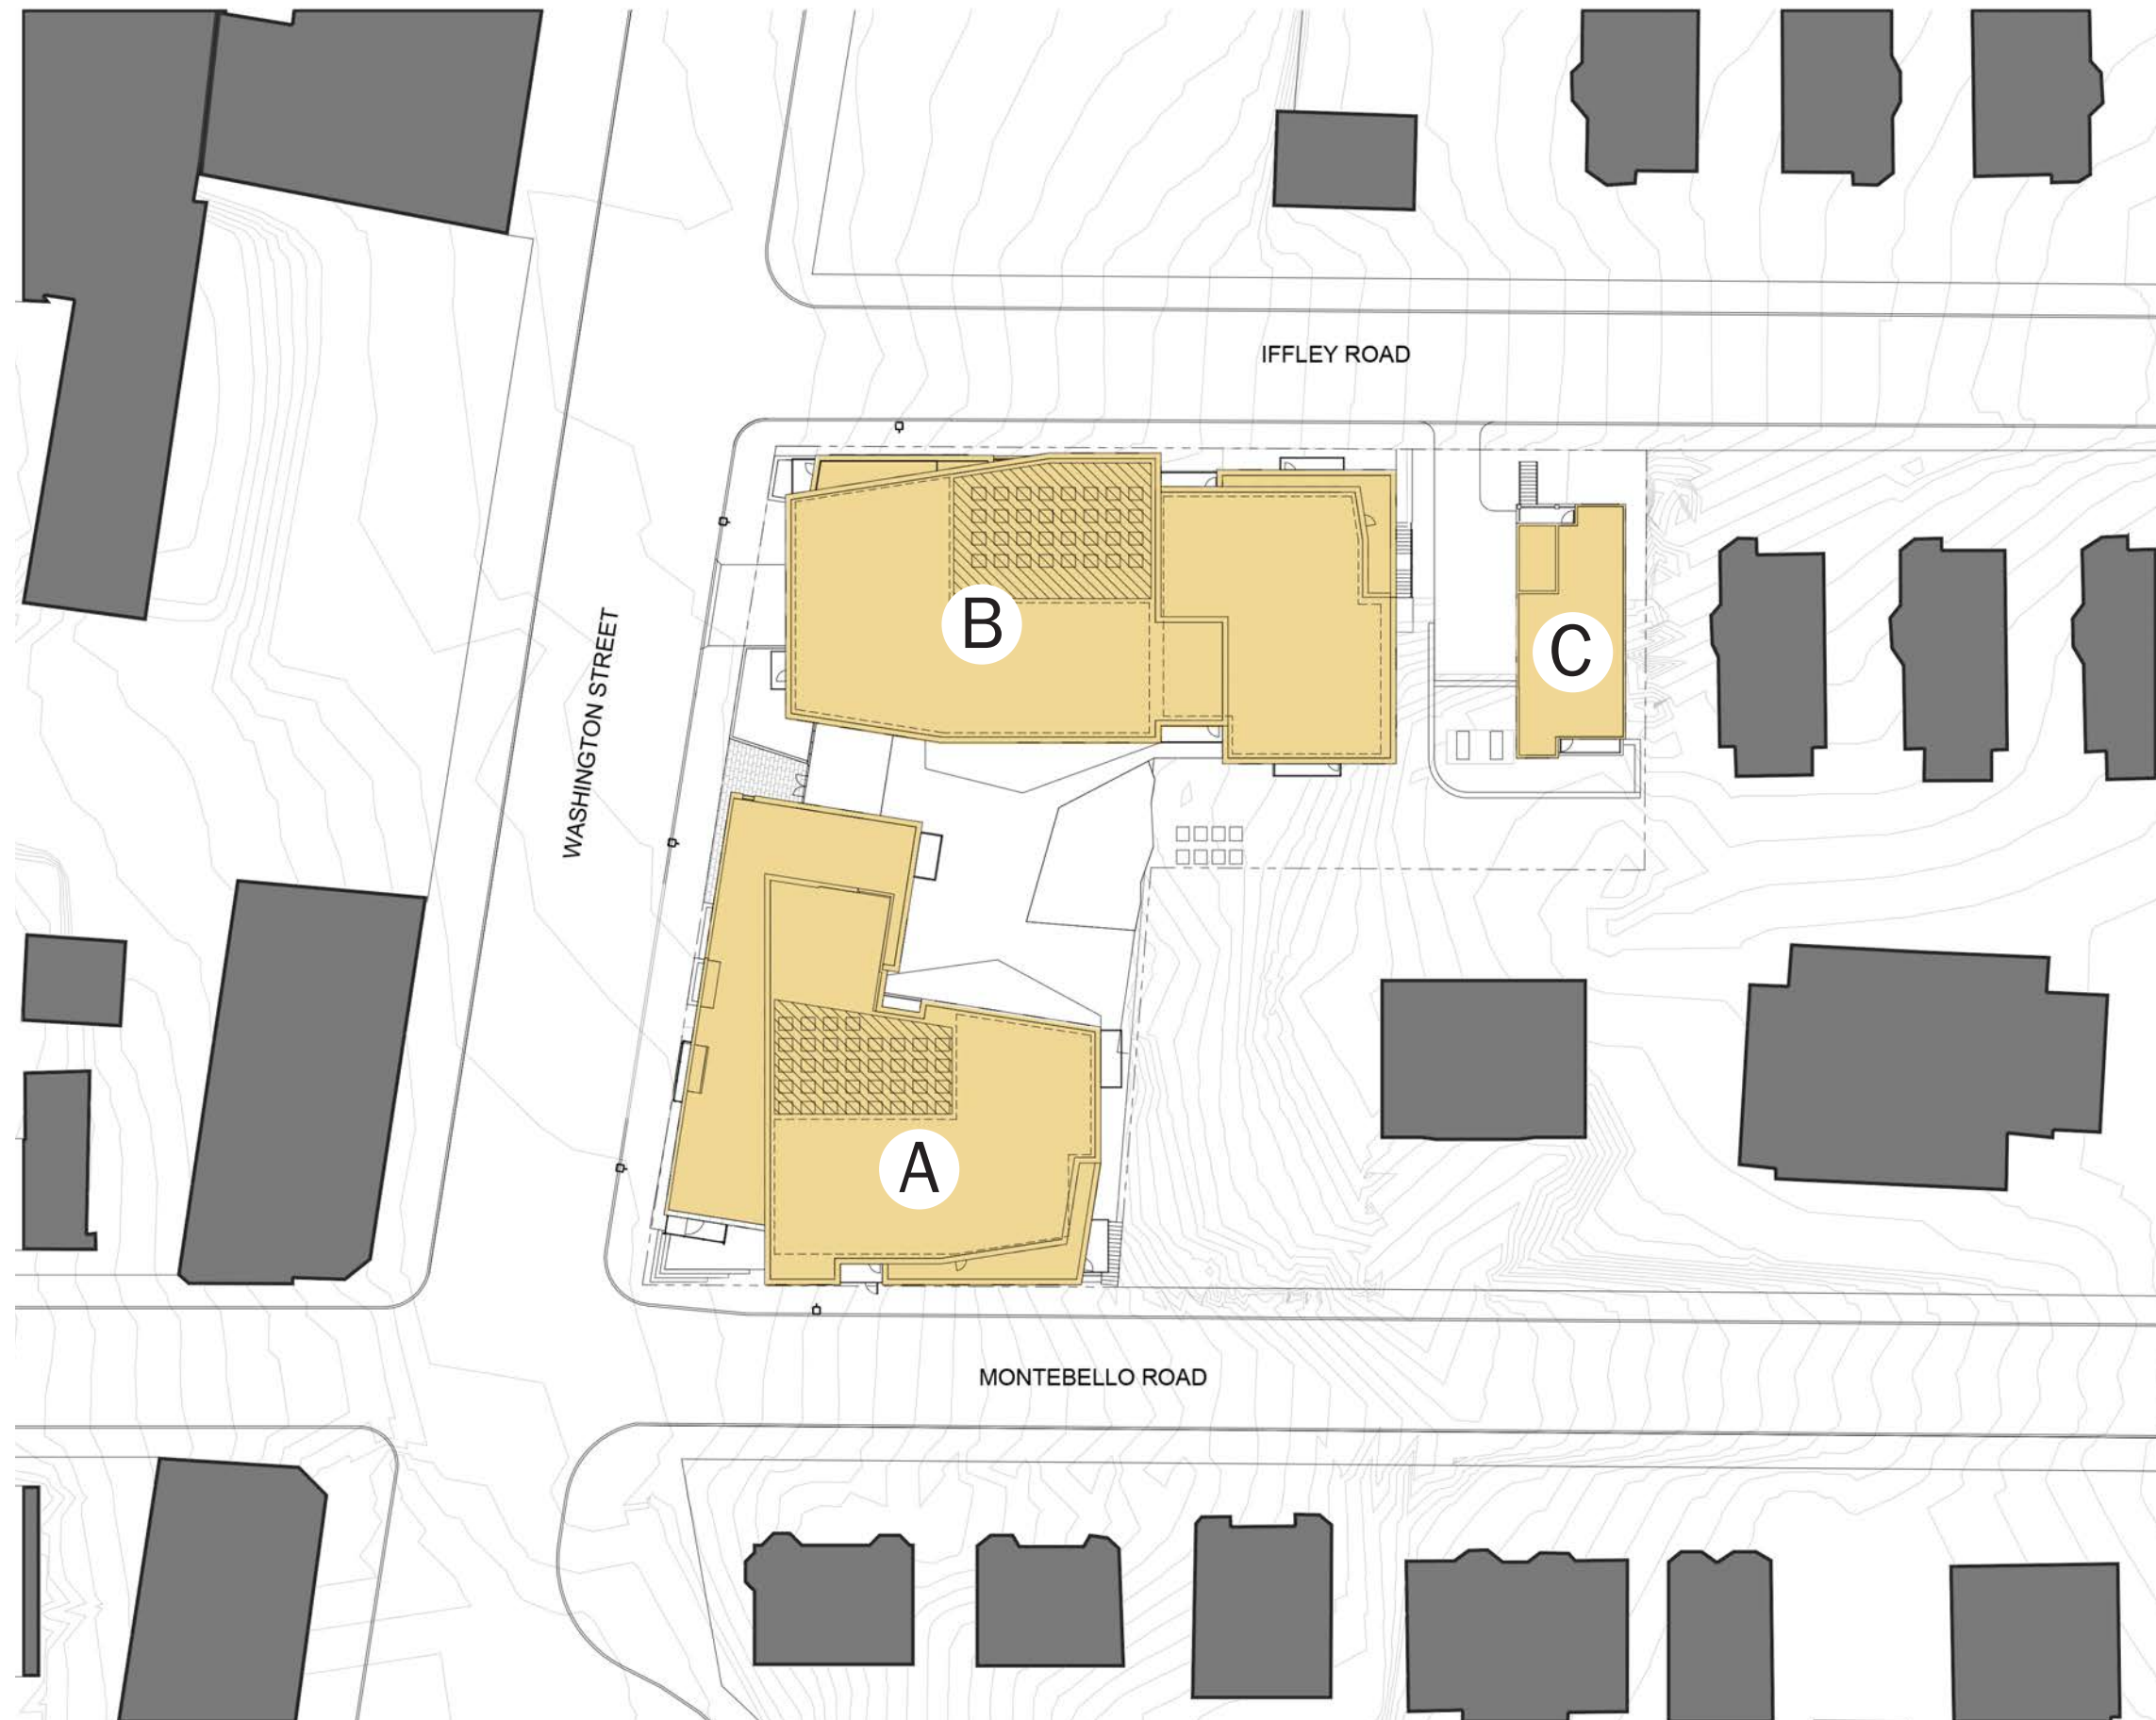 IFFLEY ROAD
B
C
WASHINGTON STREET
A
MONTEBELLO ROAD